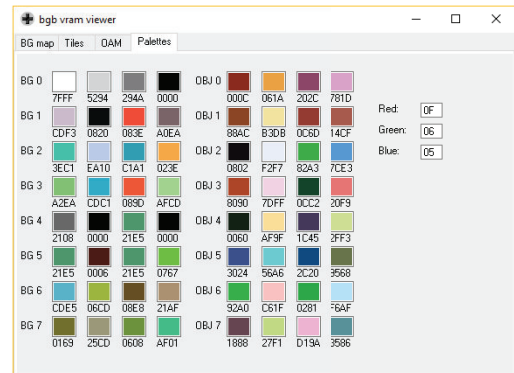 bgb vram viewer
BG map Tiles OAM Palettes
BG 0 OBJ 0
7FFF 5294 294A 0000 000C 061A 202C 781D
Red: 0F
BG 1 OBJ 1
CDF3 0820 083E A0EA 88AC B3DB 0C6D 14CF
Green: 06
BG 2 OBJ 2
Blue: 05
3EC1 EA10 C1A1 023E 0802 F2F7 82A3 7CE3
BG 3 OBJ 3
A2EA CDC1 089D AFCD 8090 7DFF 0CC2 20F9
BG 4 OBJ 4
2108 0000 21E5 0000 0060 AF9F 1C45 2FF3
BG 5 OBJ 5
21E5 0006 21E5 0767 3024 56A6 2C20 9568
BG 6 OBJ 6
CDE5 06CD 08E8 21AF 92A0 C61F 0281 F6AF
BG 7 OBJ 7
0169 25CD 0608 AF01 1888 27F1 D19A 3586